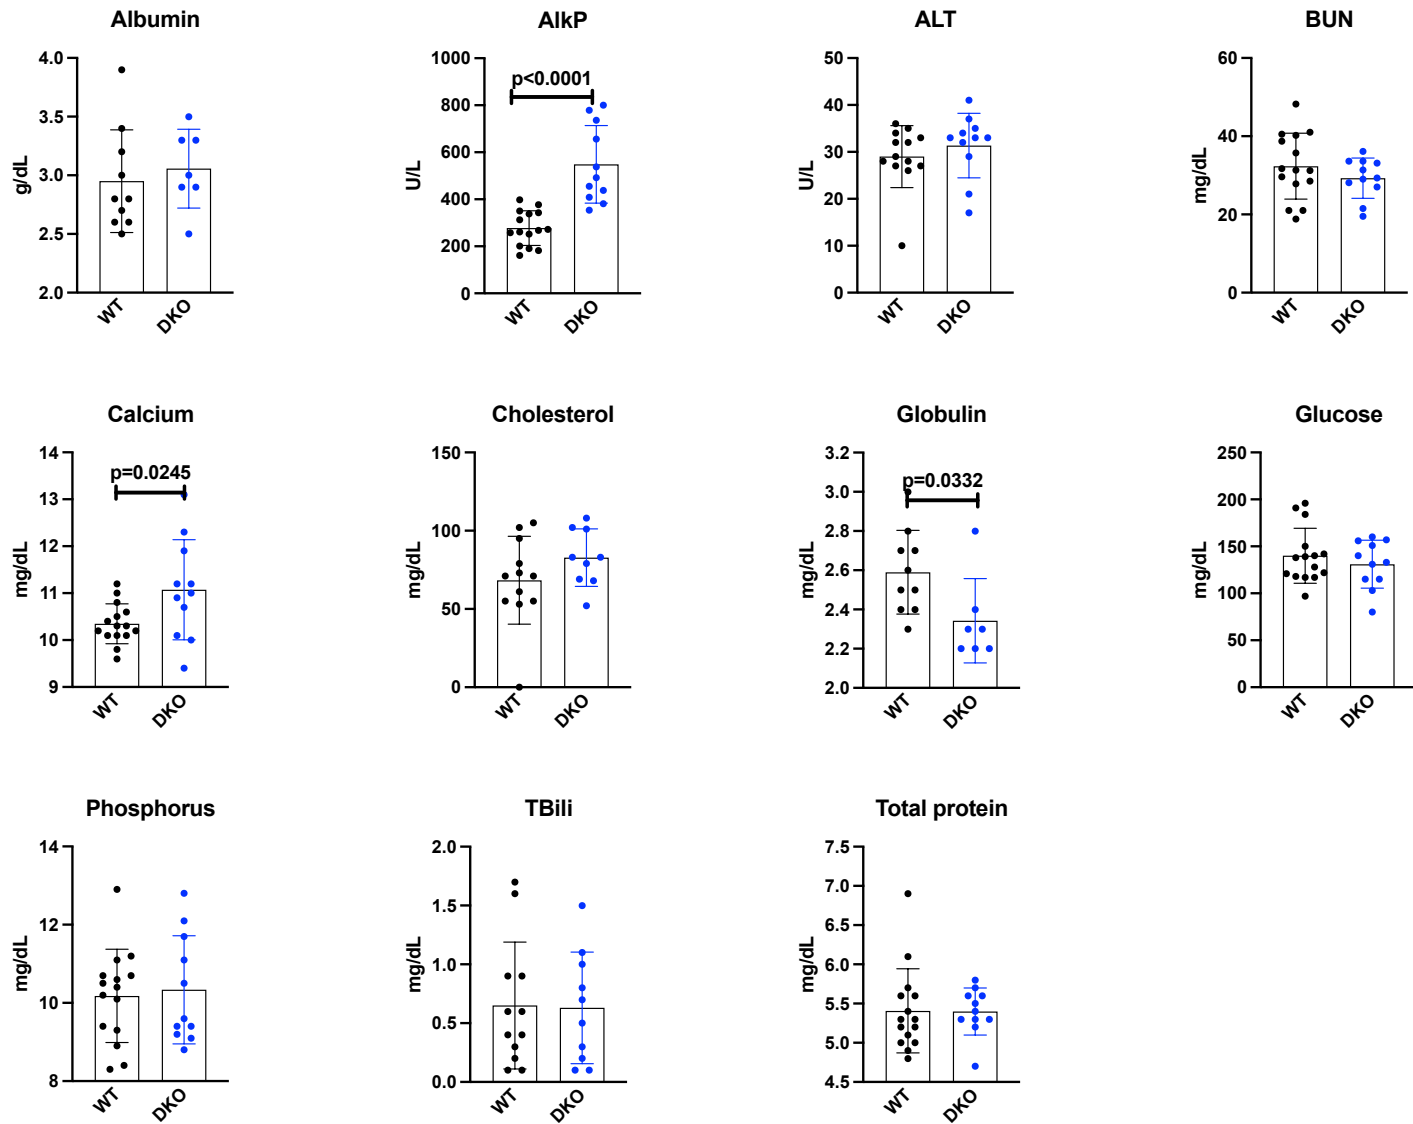 Albumin
4.0
3.5
3.0
2.5
2.0
g/dL
WT
DKO
AlkP
1000
800
600
400
200
0
U/L
p<0.0001
WT
DKO
ALT
50
40
30
20
10
0
U/L
WT
DKO
BUN
60
40
20
0
mg/dL
WT
DKO
Calcium
14
13
12
11
10
9
mg/dL
p=0.0245
WT
DKO
Cholesterol
150
100
50
0
mg/dL
WT
DKO
Globulin
3.2
3.0
2.8
2.6
2.4
2.2
2.0
mg/dL
p=0.0332
WT
DKO
Glucose
250
200
150
100
50
0
mg/dL
WT
DKO
Phosphorus
14
12
10
8
mg/dL
WT
DKO
TBili
2.0
1.5
1.0
0.5
0.0
mg/dL
WT
DKO
Total protein
7.5
7.0
6.5
6.0
5.5
5.0
4.5
mg/dL
WT
DKO